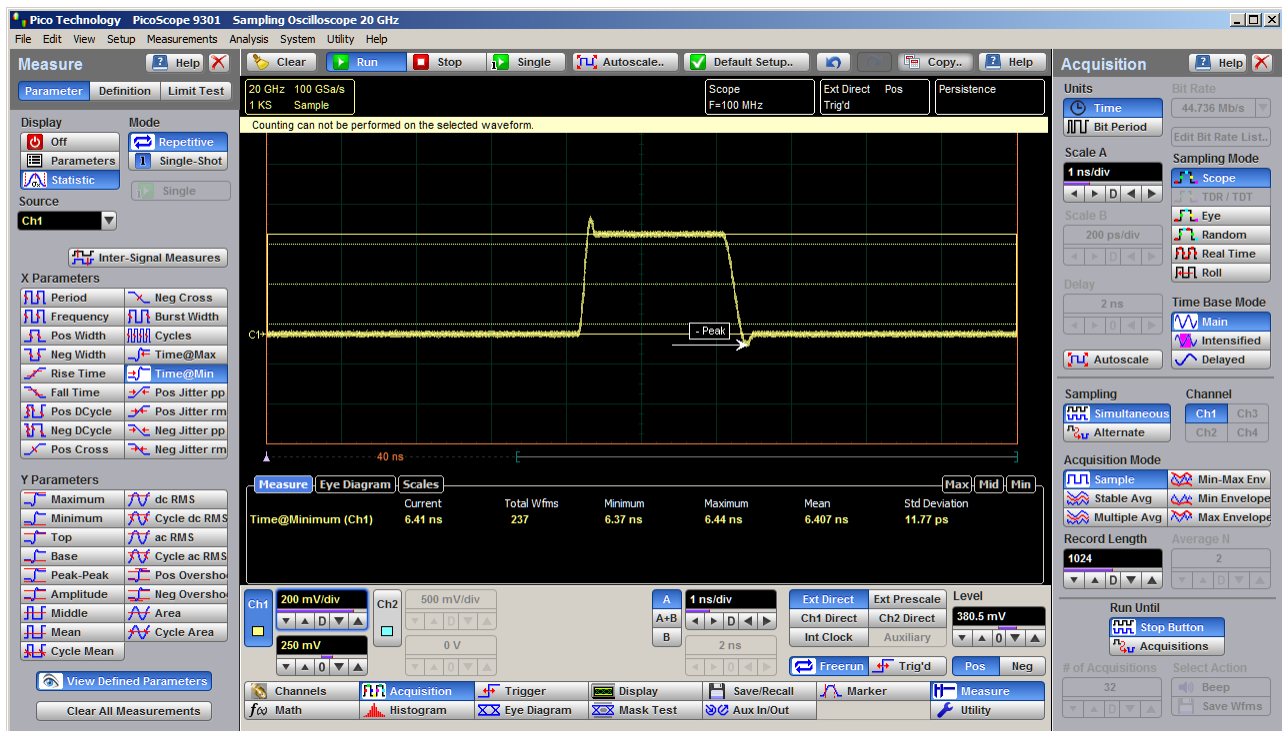 Pico Technology PicoScope 9301 Sampling Oscilloscope 20 GHz
File Edit View Setup Measurements Analysis System Utility Help
Measure
Help
Parameter Definition Limit Test
Display Mode
Off Repetitive
Parameters Single-Shot
Statistic
Single
Source
Ch1
Inter-Signal Measures
X Parameters
Period Neg Cross
Frequency Burst Width
Pos Width Cycles
Neg Width Time@Max
Rise Time Time@Min
Fall Time Pos Jitter pp
Pos DCycle Pos Jitter rm
Neg DCycle Neg Jitter pp
Pos Cross Neg Jitter rm
Y Parameters
Maximum dc RMS
Minimum Cycle dc RMS
Top ac RMS
Base Cycle ac RMS
Peak-Peak Pos Oversho
Amplitude Neg Oversho
Middle Area
Mean Cycle Area
Cycle Mean
View Defined Parameters
Clear All Measurements
Clear Run Stop Single Autoscale.. Default Setup.. Copy.. Help
20 GHz 100 GSa/s
1 KS Sample
Scope
F=100 MHz
Ext Direct Pos
Trig'd
Persistence
Counting can not be performed on the selected waveform.
C1
- Peak
40 ns
Measure Eye Diagram Scales Max Mid Min
Current Total Wfms Minimum Maximum Mean Std Deviation
Time@Minimum (Ch1) 6.41 ns 237 6.37 ns 6.44 ns 6.407 ns 11.77 ps
Ch1
200 mV/div
D
250 mV
0
Ch2
500 mV/div
D
0 V
0
A
A+B
B
1 ns/div
D
2 ns
0
Ext Direct Ext Prescale
Ch1 Direct Ch2 Direct
Int Clock Auxiliary
Freerun Trig'd
Level
380.5 mV
0
Pos Neg
Channels Acquisition Trigger Display Save/Recall Marker Measure
f(x) Math Histogram Eye Diagram Mask Test Aux In/Out Utility
Acquisition
Help
Units
Time
Bit Period
Bit Rate
44.736 Mb/s
Edit Bit Rate List..
Scale A
1 ns/div
D
Scale B
200 ps/div
D
Delay
2 ns
0
Autoscale
Sampling Mode
Scope
TDR / TDT
Eye
Random
Real Time
Roll
Time Base Mode
Main
Intensified
Delayed
Sampling
Simultaneous
Alternate
Channel
Ch1 Ch3
Ch2 Ch4
Acquisition Mode
Sample Min-Max Env
Stable Avg Min Envelope
Multiple Avg Max Envelope
Record Length Average N
1024 2
D D
Run Until
Stop Button
Acquisitions
# of Acquisitions Select Action
32 Beep
D Save Wfms